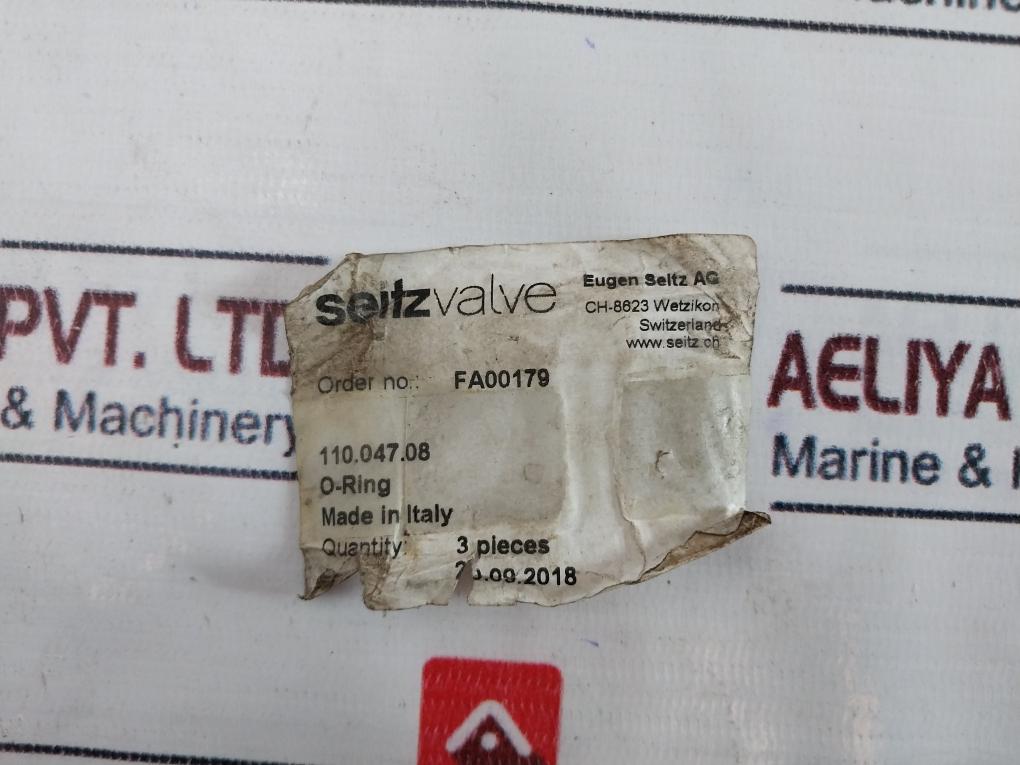 seitzvalve
Eugen Seitz AG
CH-8623 Wetzikon
Switzerland
www.seitz.ch
Order no.: FA00179
110.047.08
O-Ring
Made in Italy
Quantity: 3 pieces
.2018
PVT. LTD
& Machinery
AELIYA
Marine &